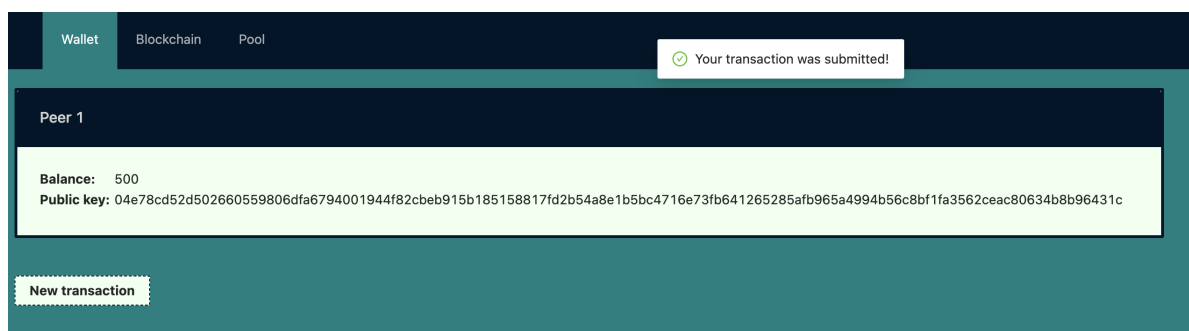 Wallet Blockchain Pool
Your transaction was submitted!
Peer 1
Balance: 500
Public key: 04e78cd52d502660559806dfa6794001944f82cbeb915b185158817fd2b54a8e1b5bc4716e73fb641265285afb965a4994b56c8bf1fa3562ceac80634b8b96431c
New transaction